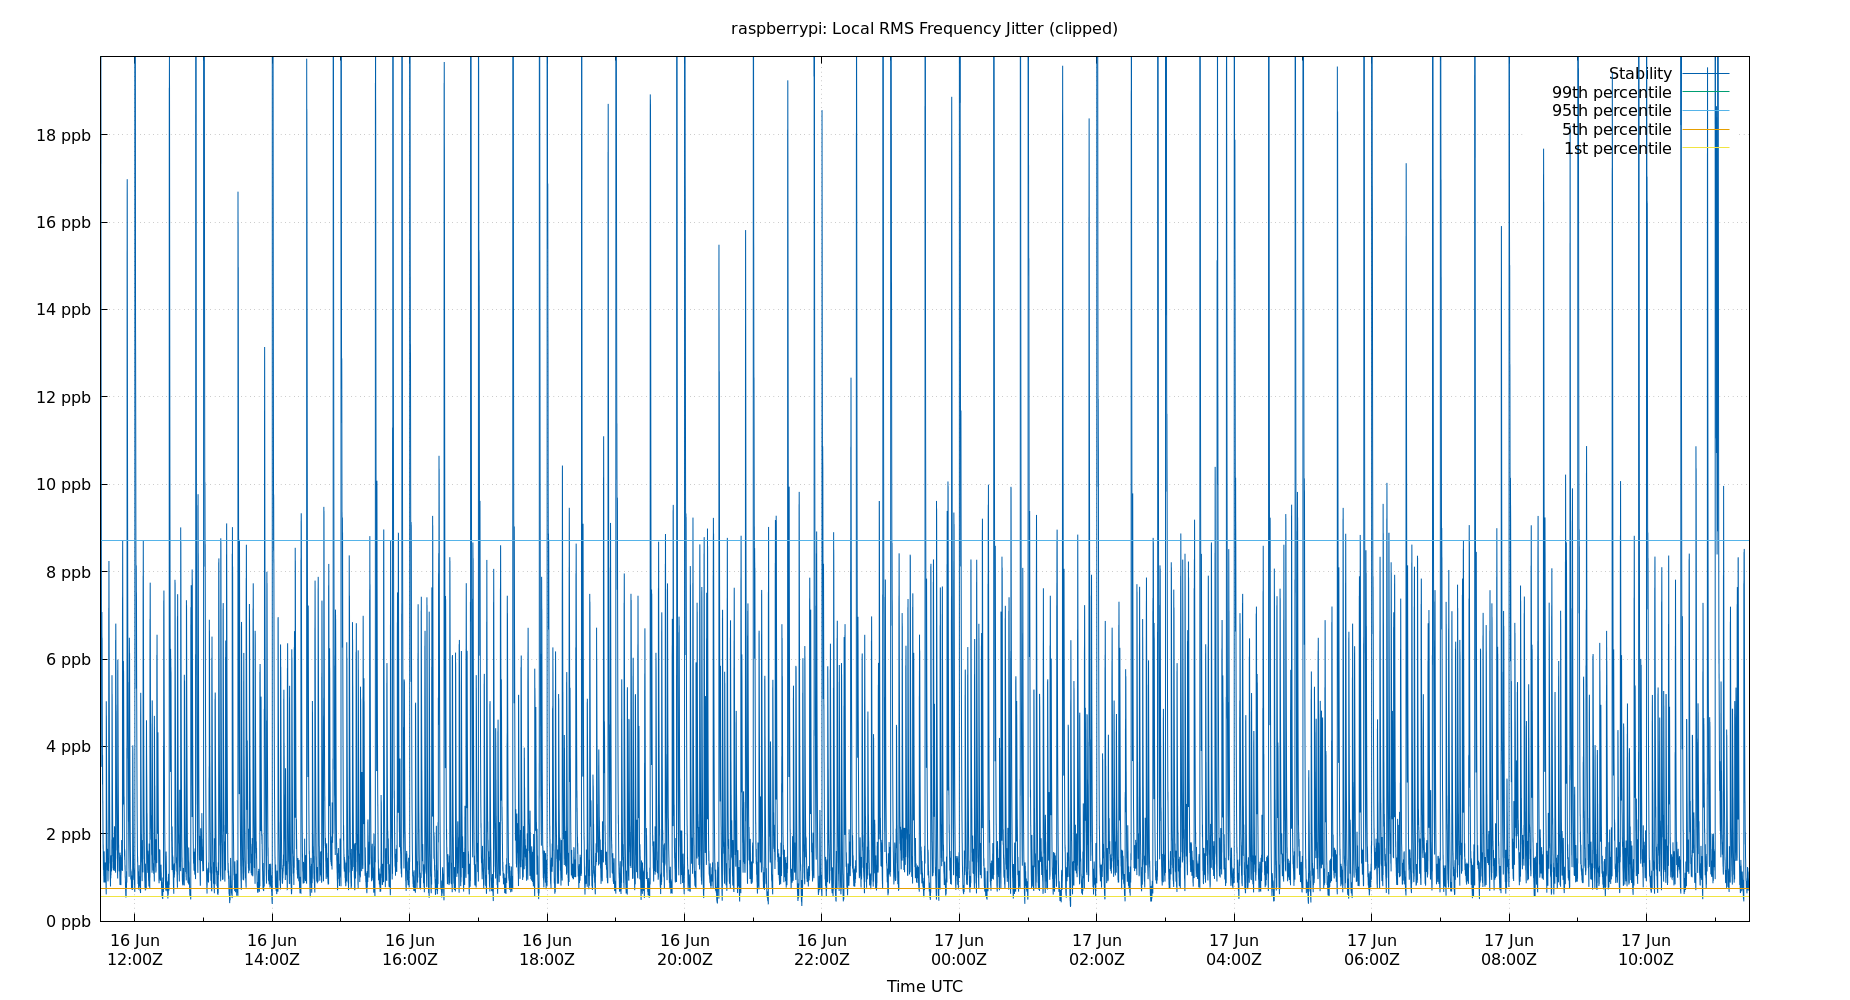 raspberrypi: Local RMS Frequency Jitter (clipped)
Stability
99th percentile
95th percentile
5th percentile
1st percentile
18 ppb
16 ppb
14 ppb
12 ppb
10 ppb
8 ppb
6 ppb
4 ppb
2 ppb
0 ppb
16 Jun 16 Jun 16 Jun 16 Jun 16 Jun 16 Jun 17 Jun 17 Jun 17 Jun 17 Jun 17 Jun 17 Jun
12:00Z 14:00Z 16:00Z 18:00Z 20:00Z 22:00Z 00:00Z 02:00Z 04:00Z 06:00Z 08:00Z 10:00Z
Time UTC